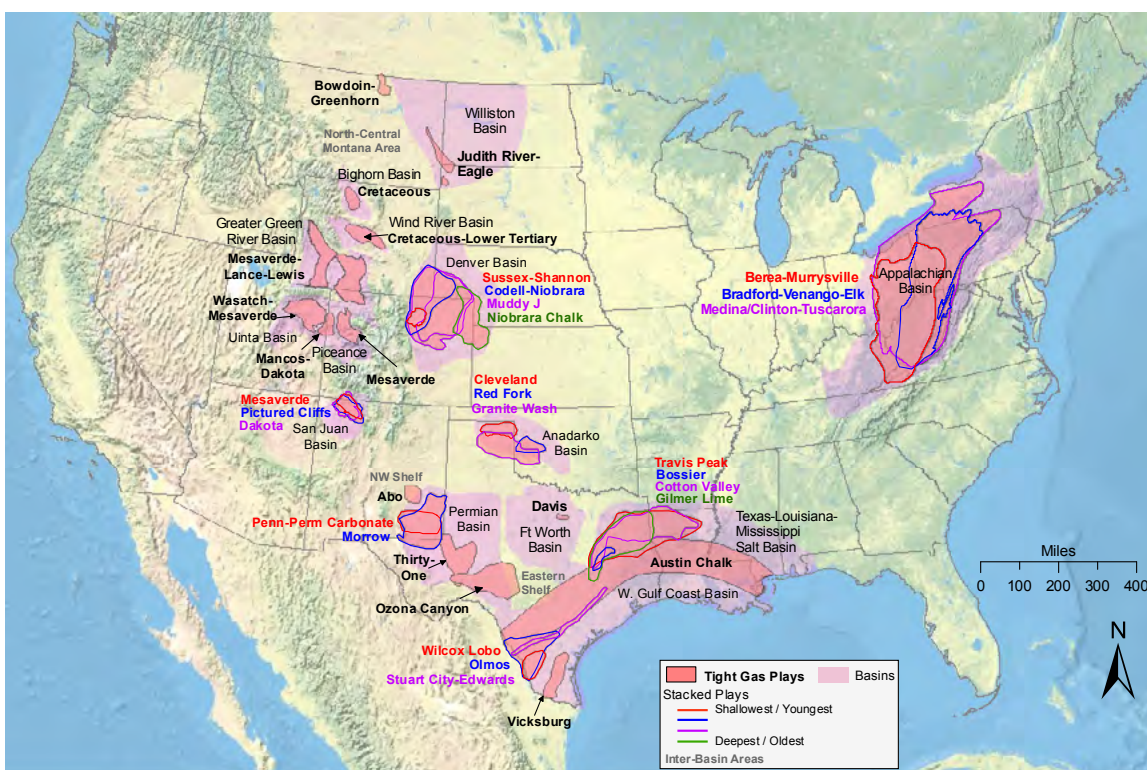 Bowdoin-
Greenhorn
Williston
Basin
North-Central
Montana Area
Judith River-
Eagle
Bighorn Basin
Cretaceous
Greater Green
River Basin
Wind River Basin
Cretaceous-Lower Tertiary
Mesaverde-
Lance-Lewis
Denver Basin
Sussex-Shannon
Codell-Niobrara
Muddy J
Niobrara Chalk
Berea-Murrysville
Bradford-Venango-Elk
Medina/Clinton-Tuscarora
Appalachian
Basin
Wasatch-
Mesaverde
Uinta Basin
Mancos-
Dakota
Piceance
Basin
Mesaverde
Mesaverde
Pictured Cliffs
Dakota
San Juan
Basin
Cleveland
Red Fork
Granite Wash
Anadarko
Basin
NW Shelf
Abo
Penn-Perm Carbonate
Morrow
Permian
Basin
Davis
Ft Worth
Basin
Travis Peak
Bossier
Cotton Valley
Gilmer Lime
Texas-Louisiana-
Mississippi
Salt Basin
Thirty-
One
Ozona Canyon
Eastern
Shelf
Austin Chalk
W. Gulf Coast Basin
Wilcox Lobo
Olmos
Stuart City-Edwards
Vicksburg
Miles
0 100 200 300 400
N
Tight Gas Plays Basins
Stacked Plays
Shallowest / Youngest
Deepest / Oldest
Inter-Basin Areas